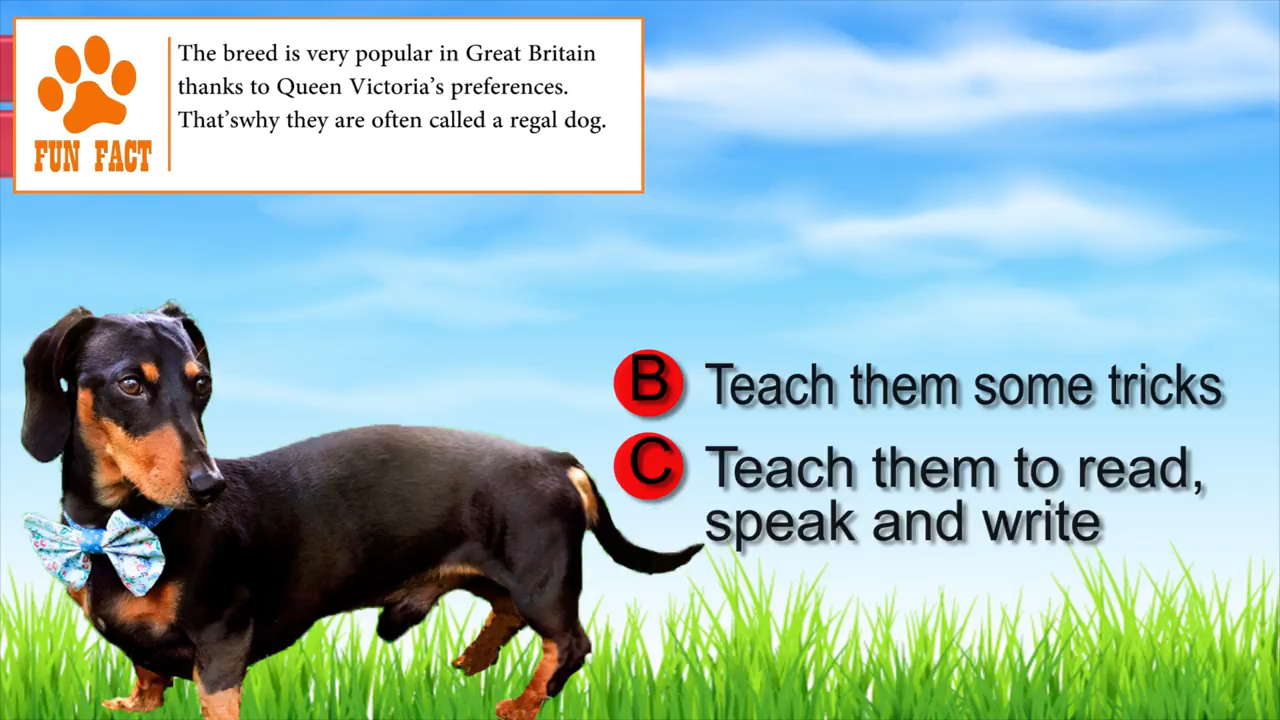 The breed is very popular in Great Britain
thanks to Queen Victoria's preferences.
That'swhy they are often called a regal dog.
FUN FACT
B Teach them some tricks
C Teach them to read,
speak and write